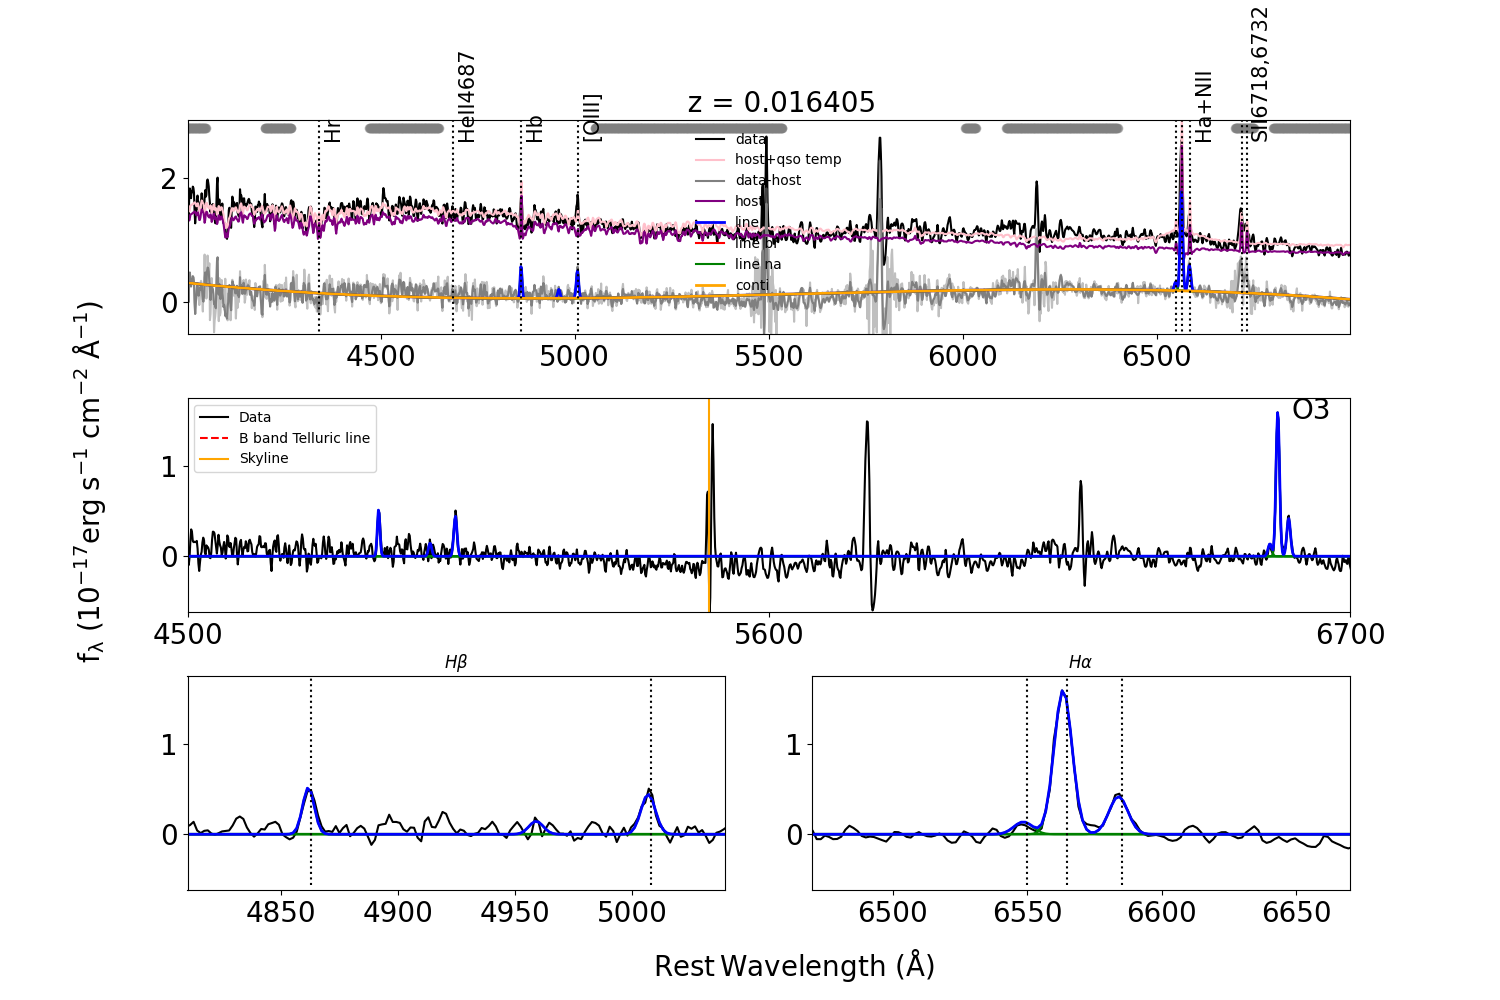 z = 0.016405
Hr
HeII4687
Hb
[OIII]
Ha+NII
SII6718,6732
data
host+qso temp
data-host
host
line
line br
line na
conti
2
0
4500
5000
5500
6000
6500
Data
B band Telluric line
Skyline
O3
1
0
4500
5600
6700
fλ (10⁻¹⁷erg s⁻¹ cm⁻² Å⁻¹)
Hβ
1
0
4850
4900
4950
5000
Hα
1
0
6500
6550
6600
6650
Rest Wavelength (Å)